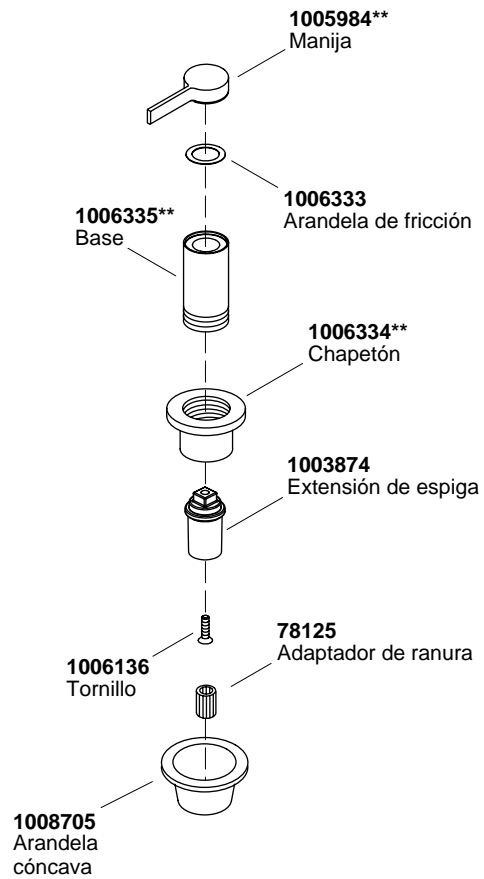 1005984**
Manija
1006333
Arandela de fricción
1006335**
Base
1006334**
Chapetón
1003874
Extensión de espiga
78125
Adaptador de ranura
1006136
Tornillo
1008705
Arandela
cóncava